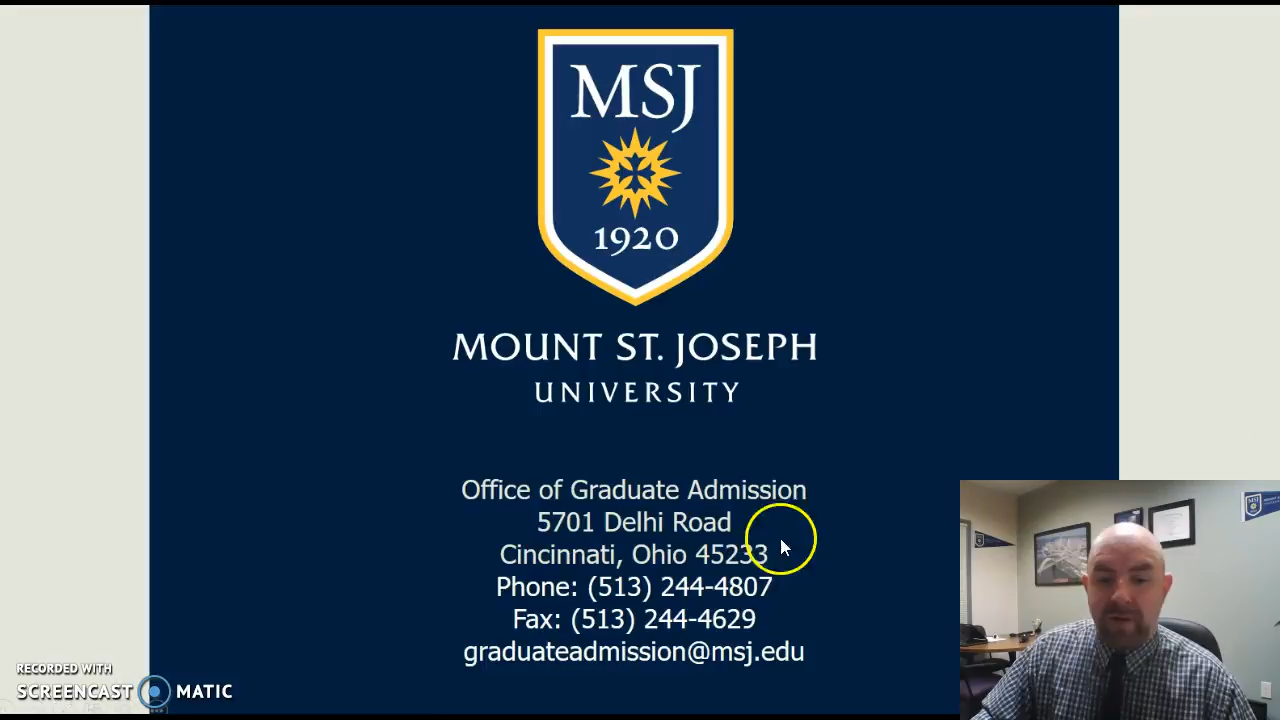 MSJ
1920
MOUNT ST. JOSEPH
UNIVERSITY
Office of Graduate Admission
5701 Delhi Road
Cincinnati, Ohio 45233
Phone: (513) 244-4807
Fax: (513) 244-4629
graduateadmission@msj.edu
RECORDED WITH
SCREENCAST MATIC